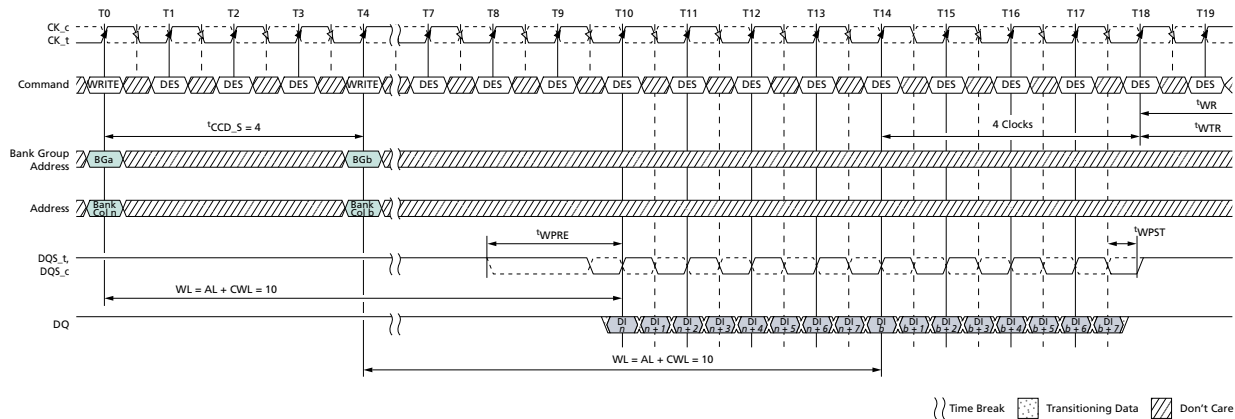 T0 T1 T2 T3 T4 T7 T8 T9 T10 T11 T12 T13 T14 T15 T16 T17 T18 T19
CK_c
CK_t
Command WRITE DES DES DES WRITE DES DES DES DES DES DES DES DES DES DES DES DES DES
tWR
tCCD_S = 4
4 Clocks
tWTR
Bank Group
Address
BGa BGb
Address
Bank
Col n
Bank
Col b
tWPRE
tWPST
DQS_t,
DQS_c
WL = AL + CWL = 10
DQ
DI
n
DI
n + 1
DI
n + 2
DI
n + 3
DI
n + 4
DI
n + 5
DI
n + 6
DI
n + 7
DI
b
DI
b + 1
DI
b + 2
DI
b + 3
DI
b + 4
DI
b + 5
DI
b + 6
DI
b + 7
WL = AL + CWL = 10
Time Break Transitioning Data Don't Care